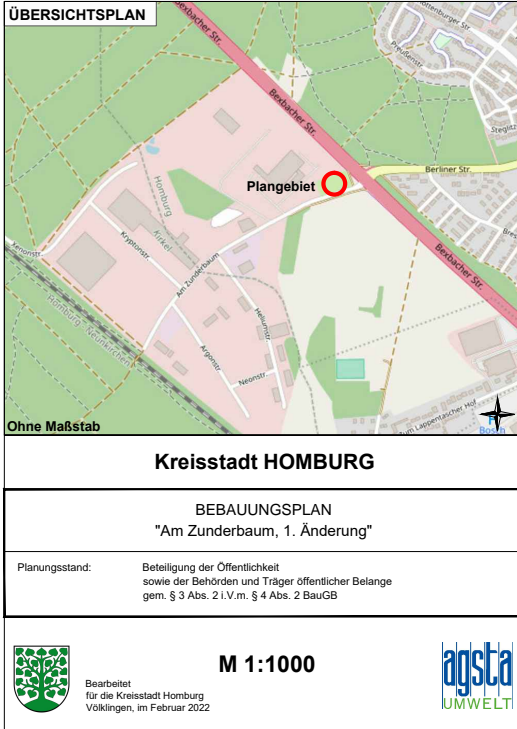 ÜBERSICHTSPLAN
Preußenstr.
Bexbacher Str.
Berliner Str.
Plangebiet
Homburg
Kirkel
Xenonstr.
Kryptonstr.
Am Zunderbaum
Bexbacher Str.
Heliumstr.
Argonstr.
Neonstr.
Homburg - Neunkirchen
Zum Lappentascher Hof
Bosch
Ohne Maßstab
Kreisstadt HOMBURG
BEBAUUNGSPLAN
"Am Zunderbaum, 1. Änderung"
Planungsstand:
Beteiligung der Öffentlichkeit
sowie der Behörden und Träger öffentlicher Belange
gem. § 3 Abs. 2 i.V.m. § 4 Abs. 2 BauGB
M 1:1000
Bearbeitet
für die Kreisstadt Homburg
Völklingen, im Februar 2022
agsta
UMWELT